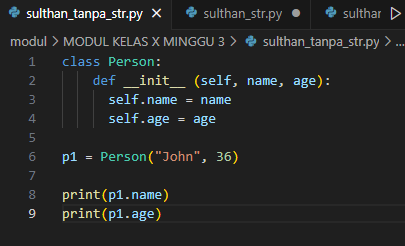 sulthan_tanpa_str.py
sulthan_str.py
sulthar
modul > MODUL KELAS X MINGGU 3 > sulthan_tanpa_str.py > ...
1 class Person:
2     def __init__ (self, name, age):
3       self.name = name
4       self.age = age
5
6 p1 = Person("John", 36)
7
8 print(p1.name)
9 print(p1.age)